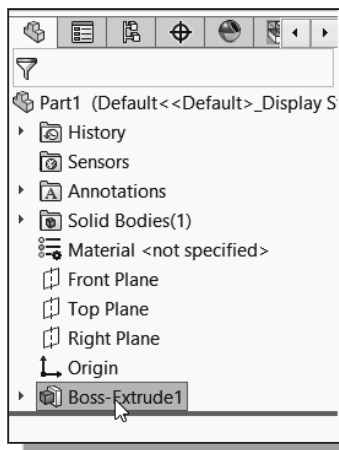 Part1 (Default<<Default>_Display S
History
Sensors
Annotations
Solid Bodies(1)
Material <not specified>
Front Plane
Top Plane
Right Plane
Origin
Boss-Extrude1